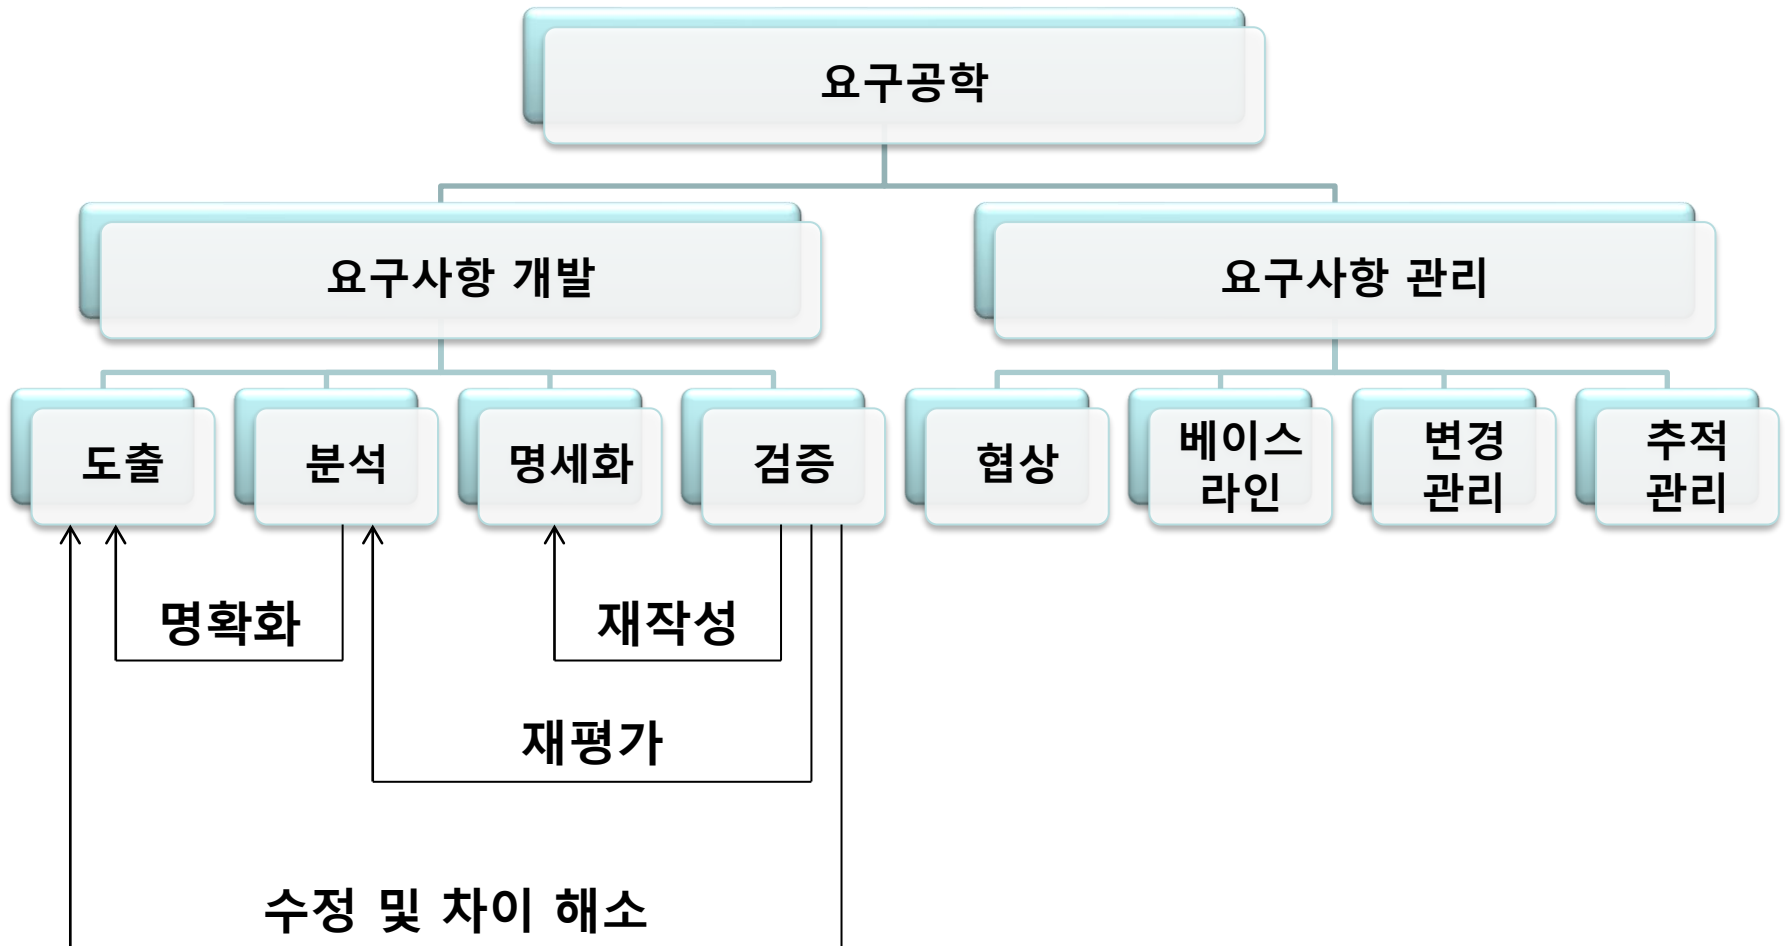 요구공학
요구사항 개발
요구사항 관리
도출
분석
명세화
검증
협상
베이스
라인
변경
관리
추적
관리
명확화
재작성
재평가
수정 및 차이 해소